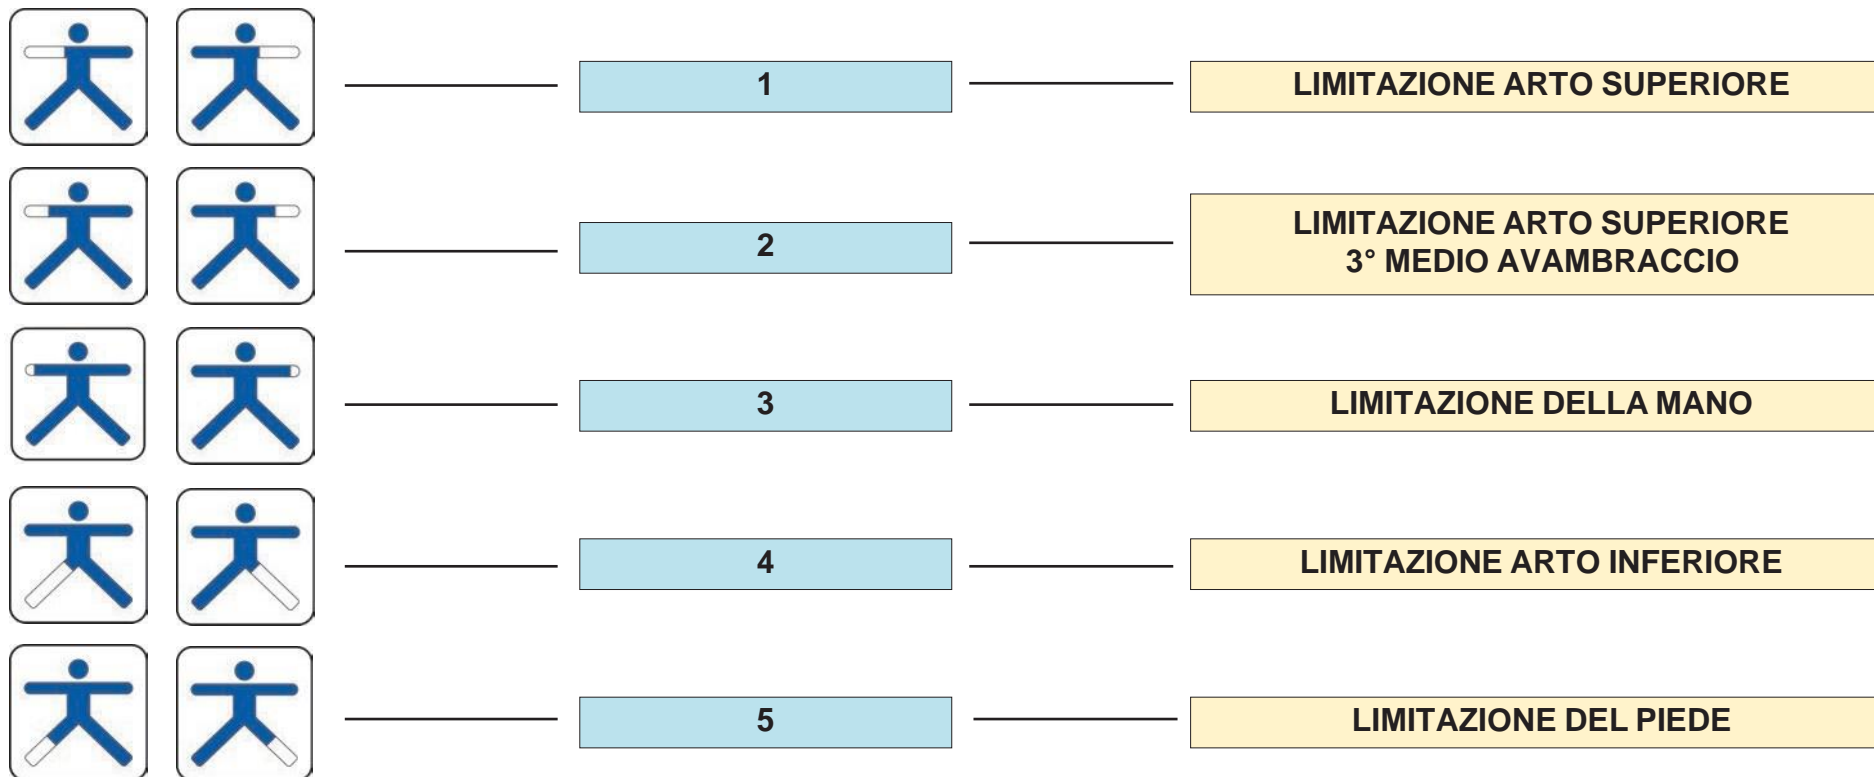 1
LIMITAZIONE ARTO SUPERIORE
2
LIMITAZIONE ARTO SUPERIORE
3° MEDIO AVAMBRACCIO
3
LIMITAZIONE DELLA MANO
4
LIMITAZIONE ARTO INFERIORE
5
LIMITAZIONE DEL PIEDE